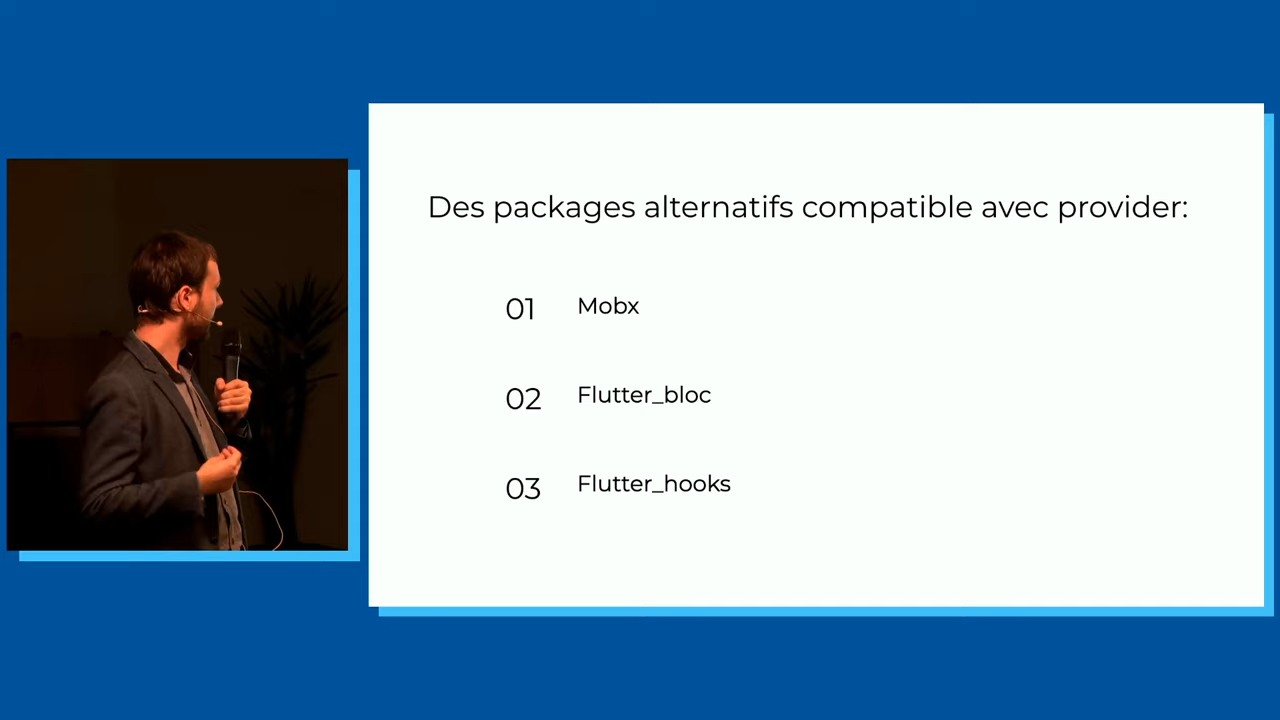 Des packages alternatifs compatible avec provider:
01 Mobx
02 Flutter_bloc
03 Flutter_hooks